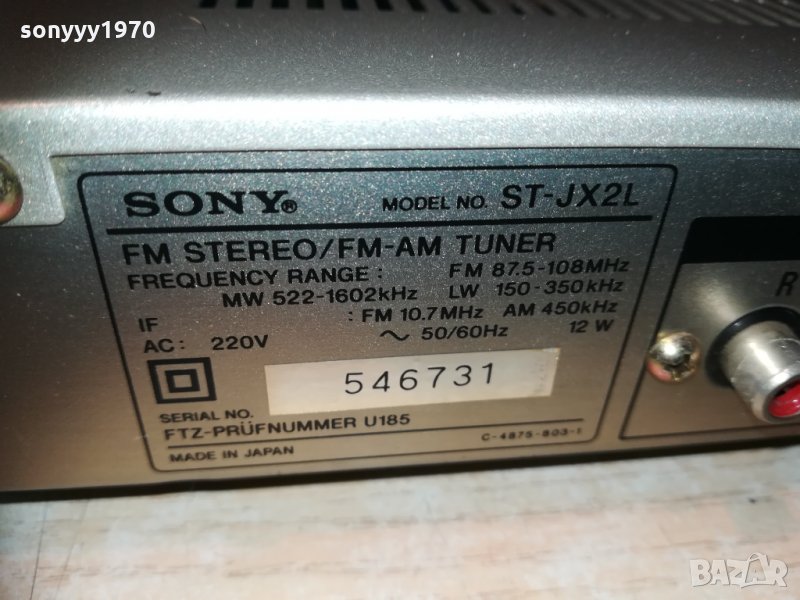 sonyyy1970
SONY® MODEL NO. ST-JX2L
FM STEREO/FM-AM TUNER
FREQUENCY RANGE : FM 87.5-108MHz
MW 522-1602kHz LW 150-350kHz
IF : FM 10.7MHz AM 450kHz
AC: 220V ~ 50/60Hz 12 W
546731
SERIAL NO.
FTZ-PRÜFNUMMER U185
C-4875-803-1
MADE IN JAPAN
R
BAZAR